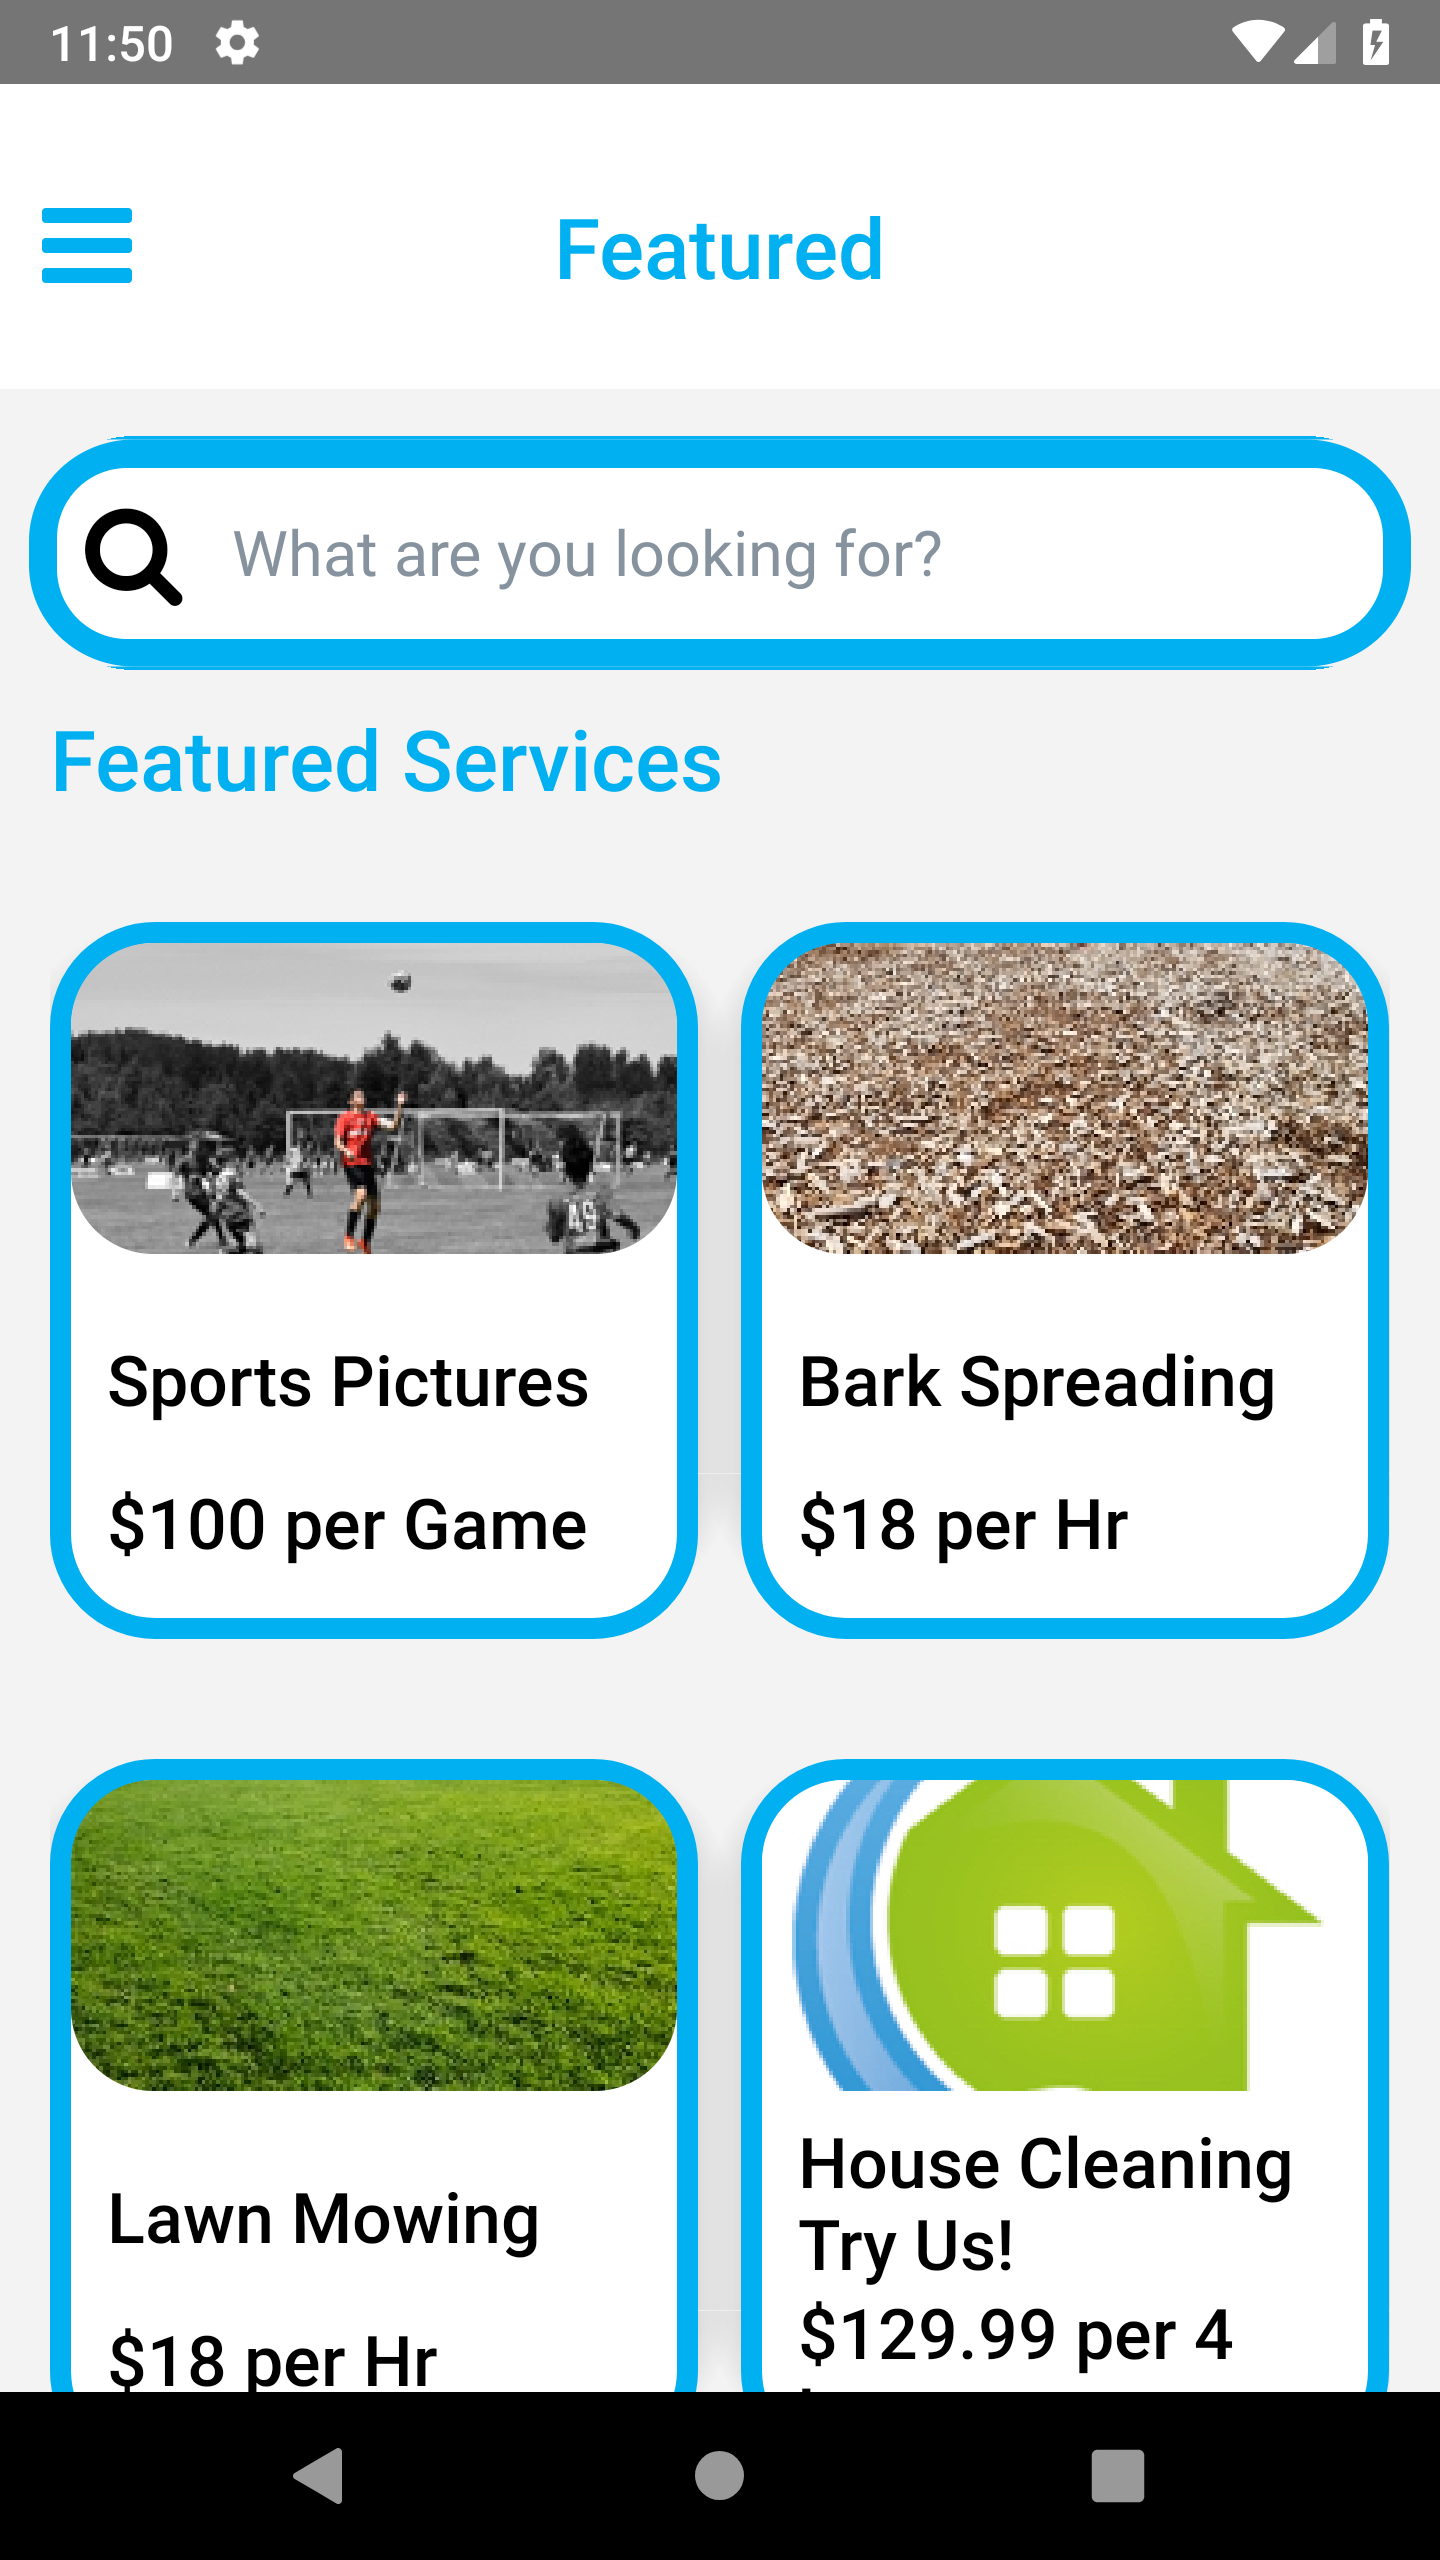 11:50
Featured
What are you looking for?
Featured Services
49
Sports Pictures
$100 per Game
Bark Spreading
$18 per Hr
Lawn Mowing
$18 per Hr
House Cleaning
Try Us!
$129.99 per 4